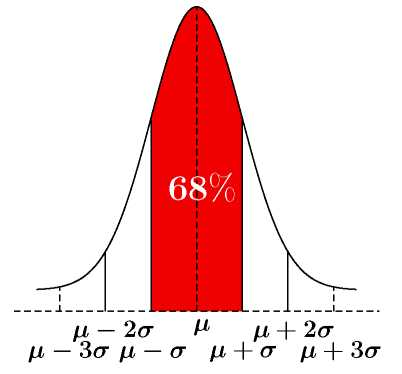 68%
μ − 2σ μ μ + 2σ
μ − 3σ μ − σ μ + σ μ + 3σ